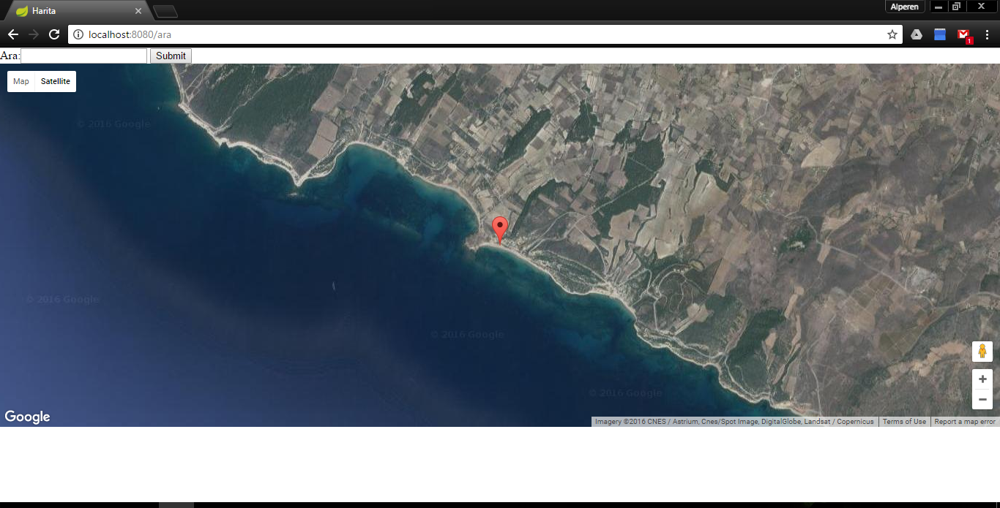 Harita
Alperen
localhost:8080/ara
1
Ara: Submit
Map Satellite
© 2016 Google
© 2016 Google
© 2016 Google
© 2016 Google
Google
Imagery ©2016 CNES / Astrium, Cnes/Spot Image, DigitalGlobe, Landsat / Copernicus Terms of Use Report a map error